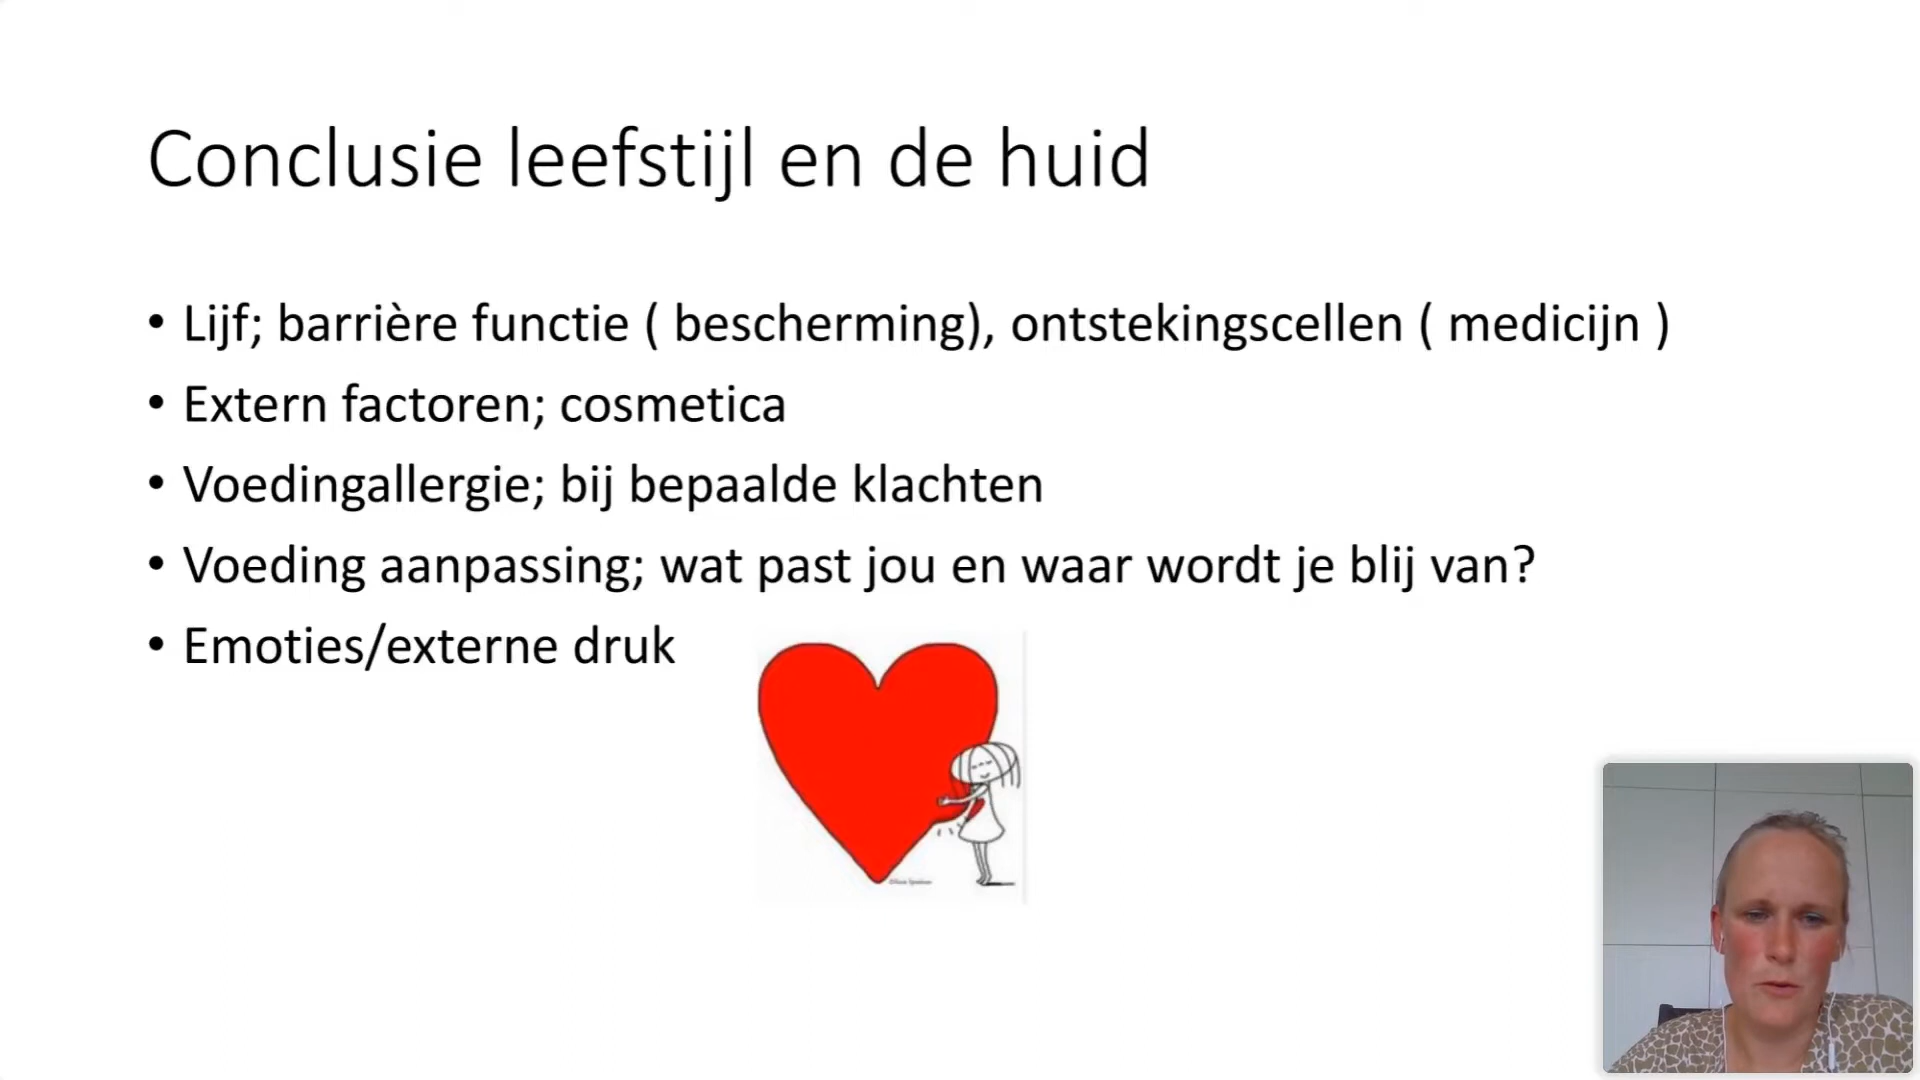 Conclusie leefstijl en de huid
• Lijf; barrière functie ( bescherming), ontstekingscellen ( medicijn )
• Extern factoren; cosmetica
• Voedingallergie; bij bepaalde klachten
• Voeding aanpassing; wat past jou en waar wordt je blij van?
• Emoties/externe druk